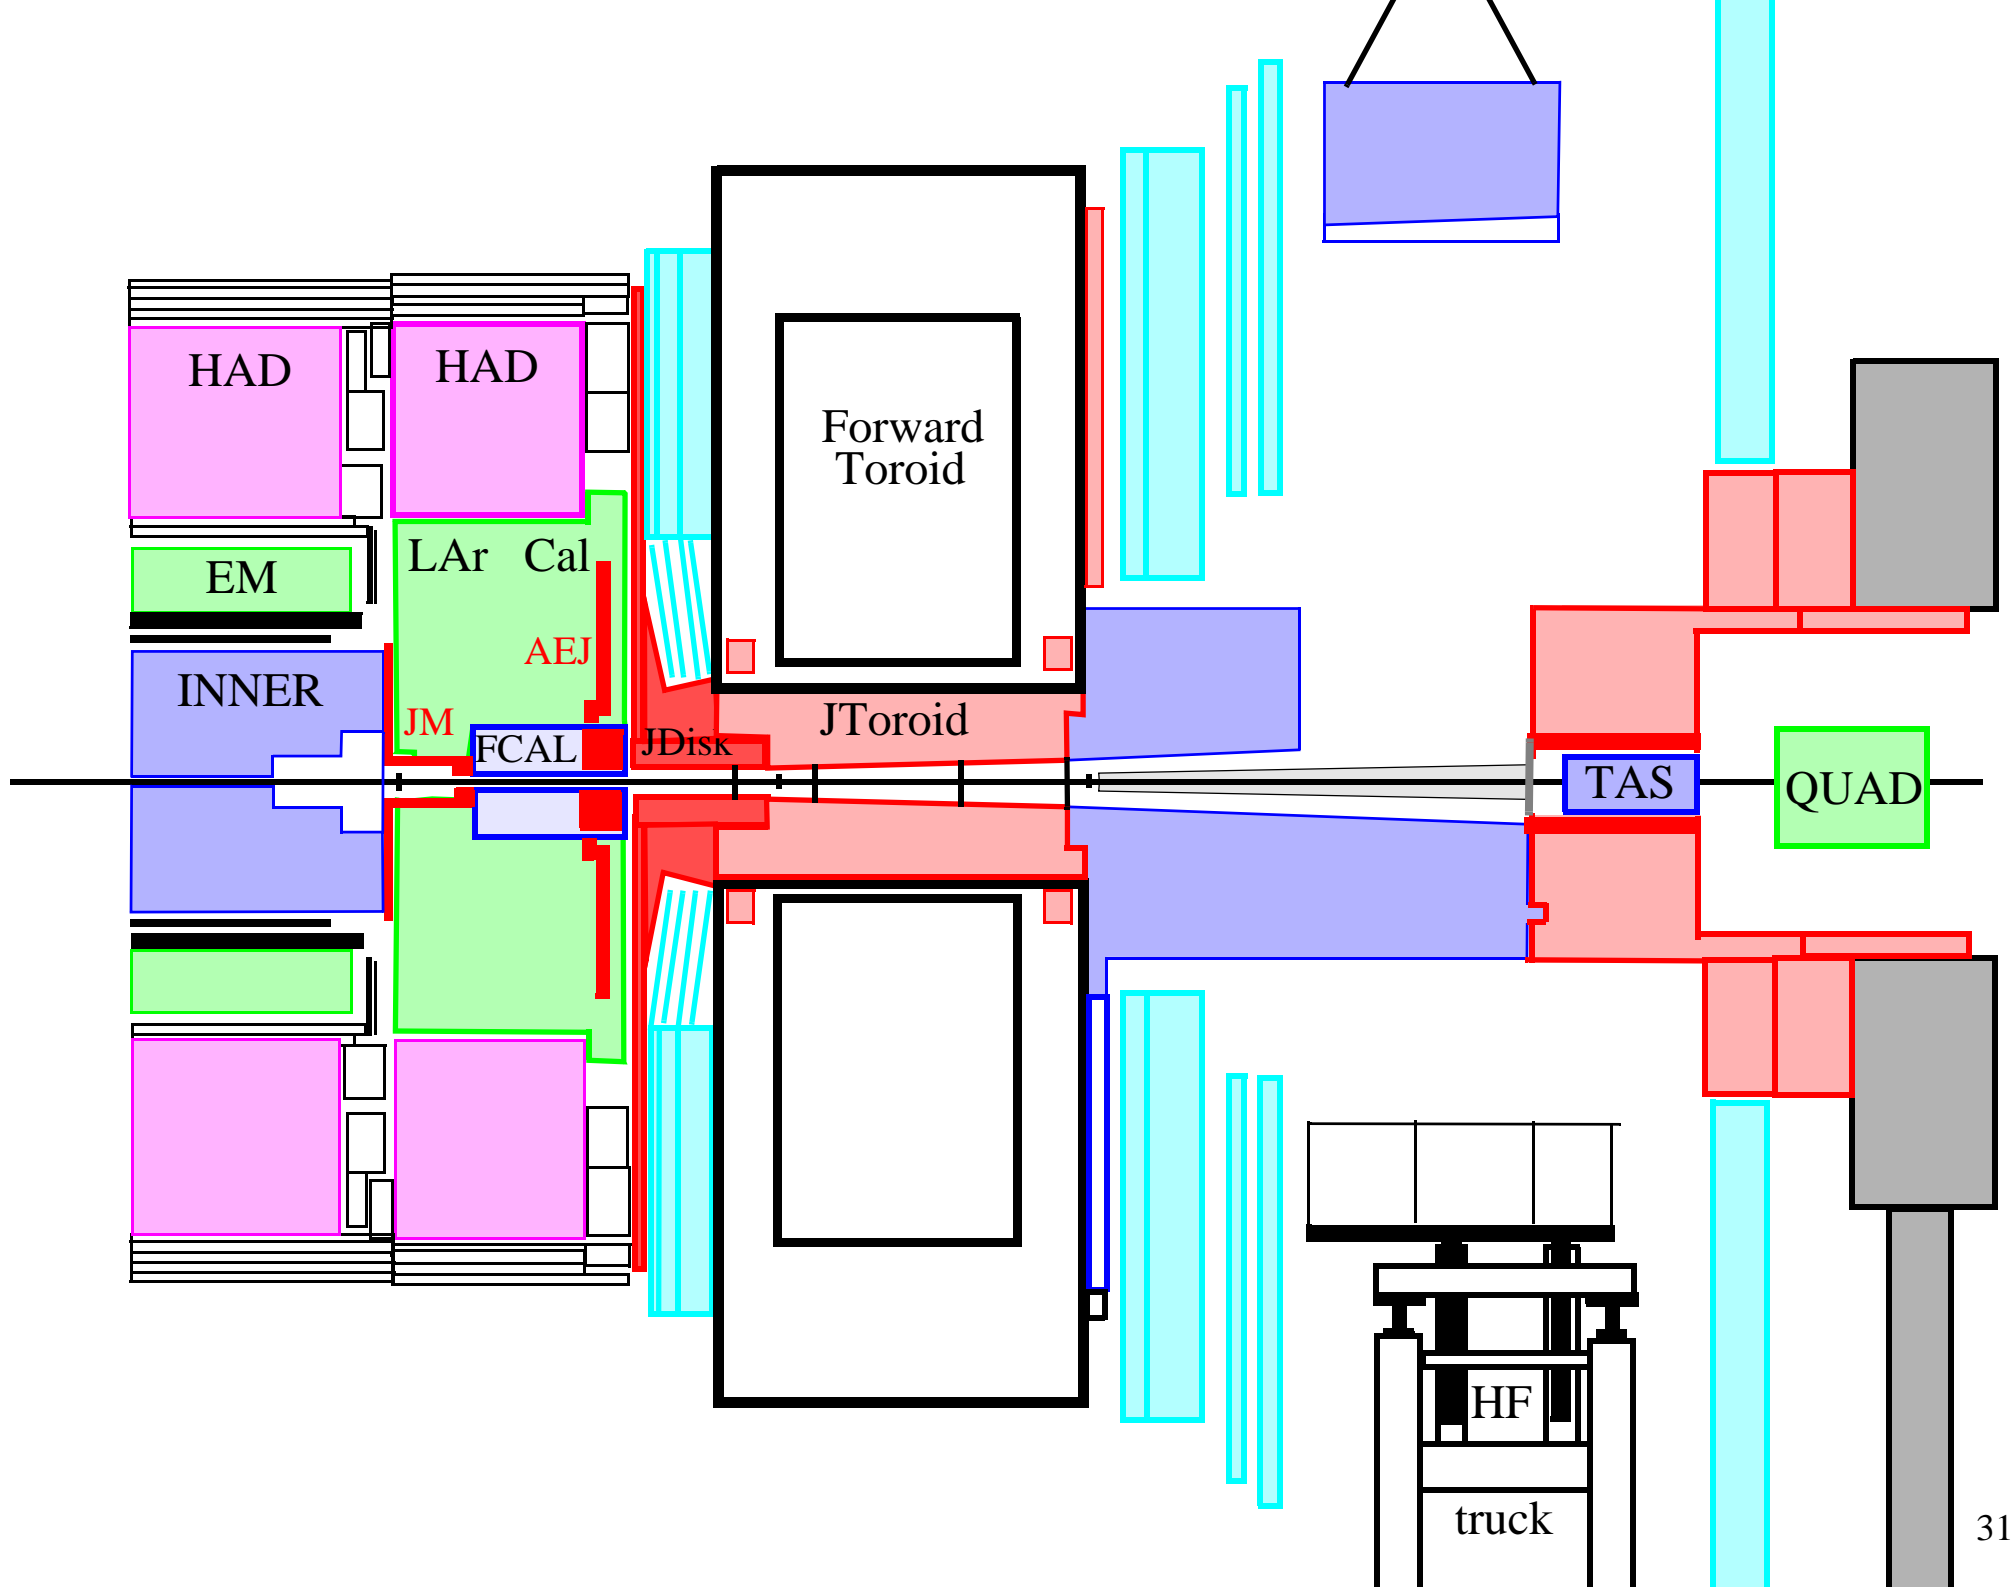 HAD
HAD
Forward
Toroid
LAr Cal
EM
AEJ
INNER
JM
JToroid
FCAL
JDisk
TAS
QUAD
HF
truck
31